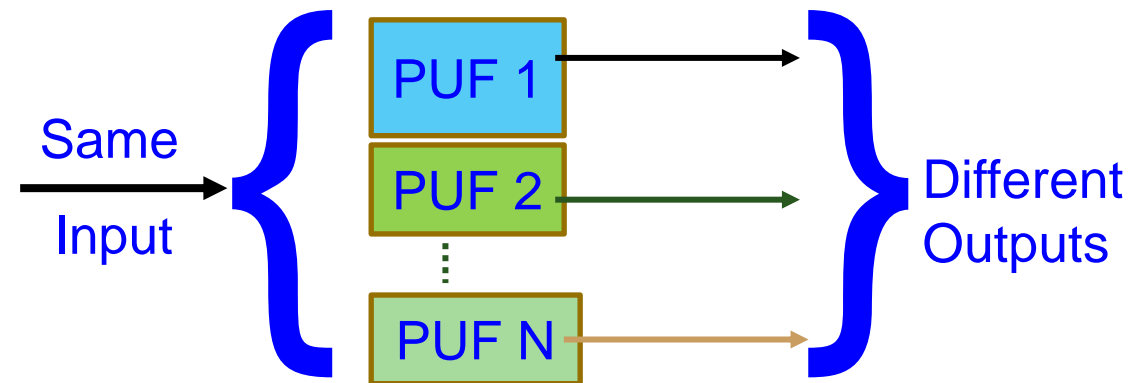 Same
Input
PUF 1
PUF 2
PUF N
Different
Outputs